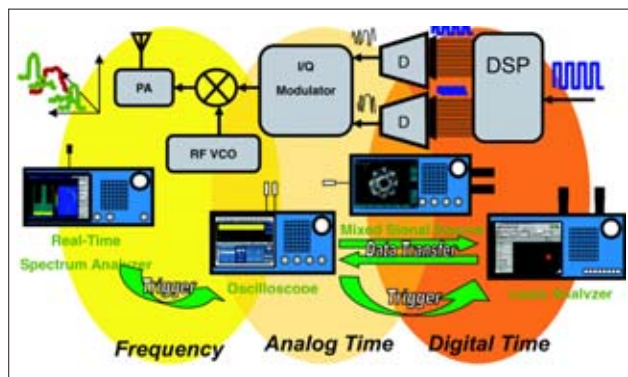 I/Q
Modulator
D
DSP
PA
D
RF VCO
Mixed Signal
Real-Time
Spectrum Analyzer
Data Transfer
Oscilloscope
Analyzer
Trigger
Trigger
Frequency
Analog Time
Digital Time